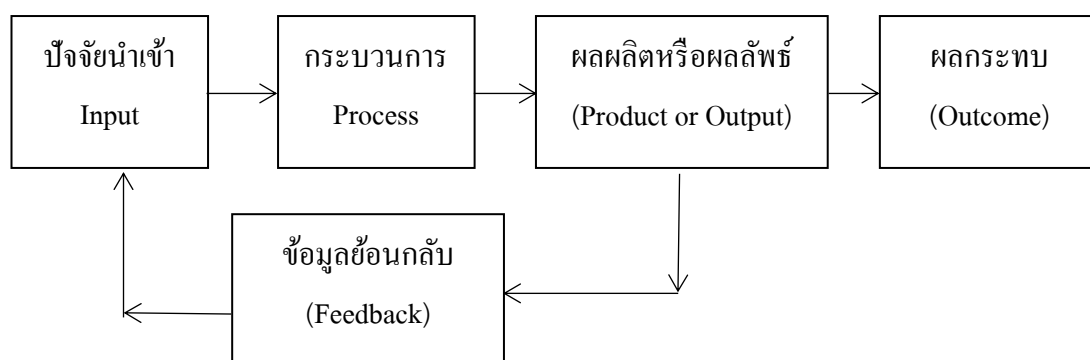 ปัจจัยนำเข้า
Input
กระบวนการ
Process
ผลผลิตหรือผลลัพธ์
(Product or Output)
ผลกระทบ
(Outcome)
ข้อมูลย้อนกลับ
(Feedback)